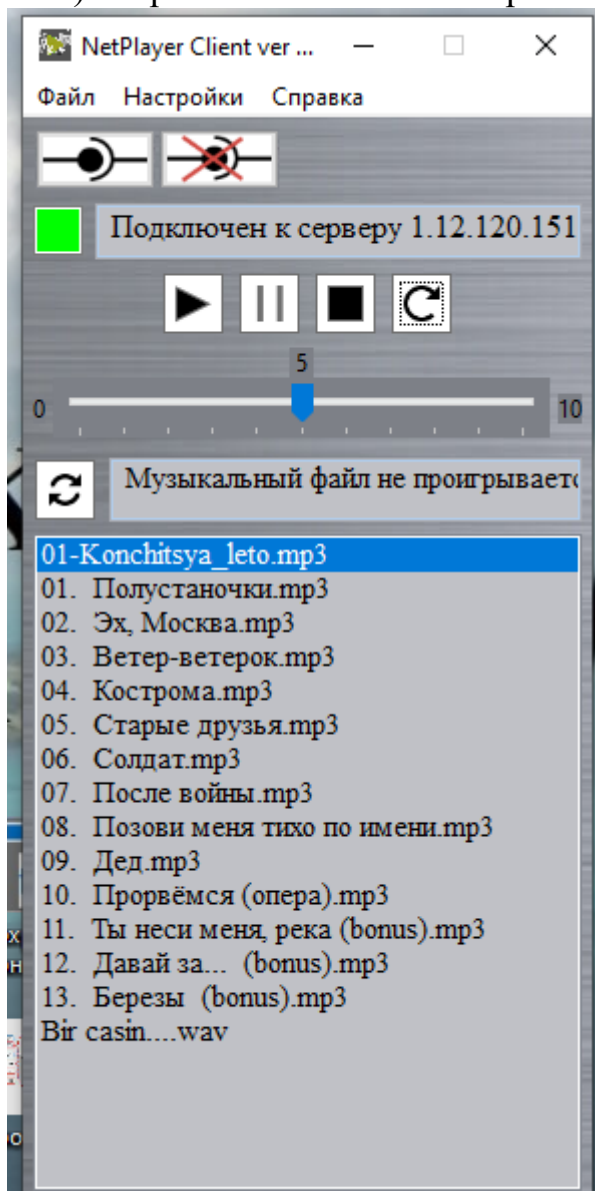 NetPlayer Client ver ...
Файл Настройки Справка
Подключен к серверу 1.12.120.151
5
0 10
Музыкальный файл не проигрывает
01-Konchitsya_leto.mp3
01. Полустаночки.mp3
02. Эх, Москва.mp3
03. Ветер-ветерок.mp3
04. Кострома.mp3
05. Старые друзья.mp3
06. Солдат.mp3
07. После войны.mp3
08. Позови меня тихо по имени.mp3
09. Дед.mp3
10. Прорвёмся (опера).mp3
11. Ты неси меня, река (bonus).mp3
12. Давай за... (bonus).mp3
13. Березы (bonus).mp3
Bir casin....wav